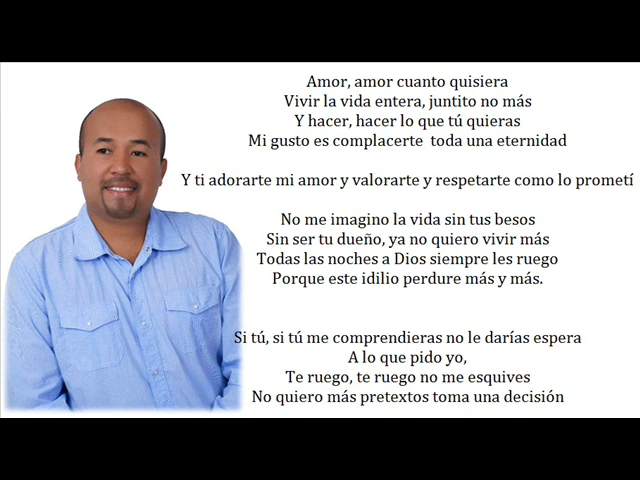 Amor, amor cuanto quisiera
Vivir la vida entera, juntito no más
Y hacer, hacer lo que tú quieras
Mi gusto es complacerte toda una eternidad
Y ti adorarte mi amor y valorarte y respetarte como lo prometí
No me imagino la vida sin tus besos
Sin ser tu dueño, ya no quiero vivir más
Todas las noches a Dios siempre les ruego
Porque este idilio perdure más y más.
Si tú, si tú me comprendieras no le darías espera
A lo que pido yo,
Te ruego, te ruego no me esquives
No quiero más pretextos toma una decisión